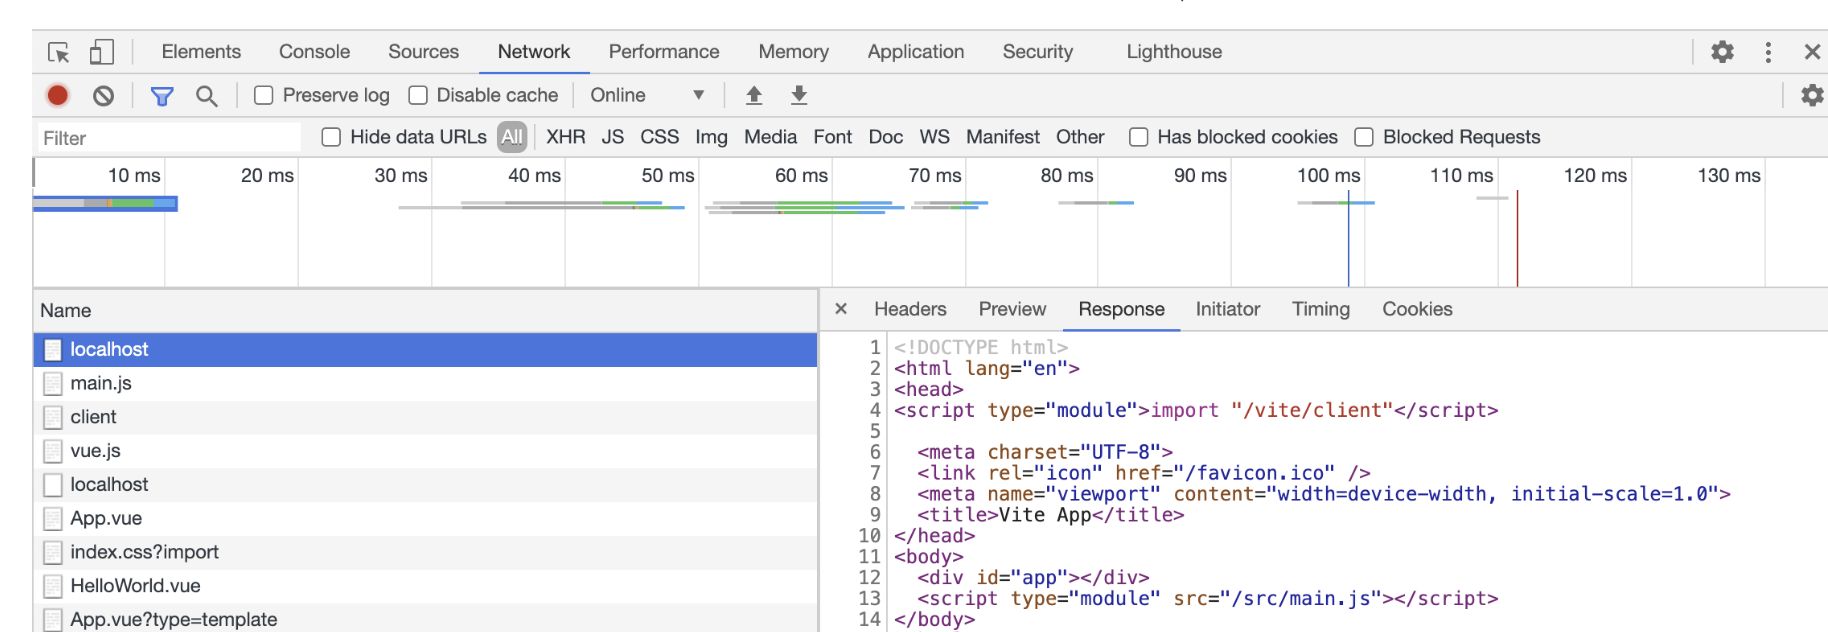 Elements Console Sources Network Performance Memory Application Security Lighthouse
Preserve log Disable cache Online
Filter Hide data URLs All XHR JS CSS Img Media Font Doc WS Manifest Other Has blocked cookies Blocked Requests
10 ms 20 ms 30 ms 40 ms 50 ms 60 ms 70 ms 80 ms 90 ms 100 ms 110 ms 120 ms 130 ms
Name
localhost
main.js
client
vue.js
localhost
App.vue
index.css?import
HelloWorld.vue
App.vue?type=template
× Headers Preview Response Initiator Timing Cookies
1 <!DOCTYPE html>
2 <html lang="en">
3 <head>
4 <script type="module">import "/vite/client"</script>
5
6   <meta charset="UTF-8">
7   <link rel="icon" href="/favicon.ico" />
8   <meta name="viewport" content="width=device-width, initial-scale=1.0">
9   <title>Vite App</title>
10 </head>
11 <body>
12   <div id="app"></div>
13   <script type="module" src="/src/main.js"></script>
14 </body>